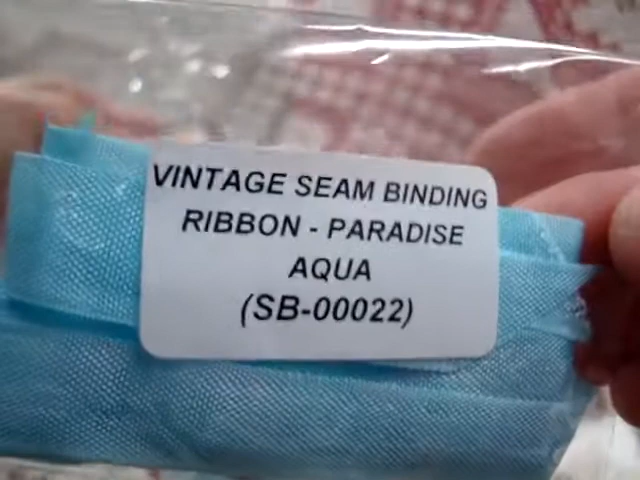 VINTAGE SEAM BINDING
RIBBON - PARADISE
AQUA
(SB-00022)